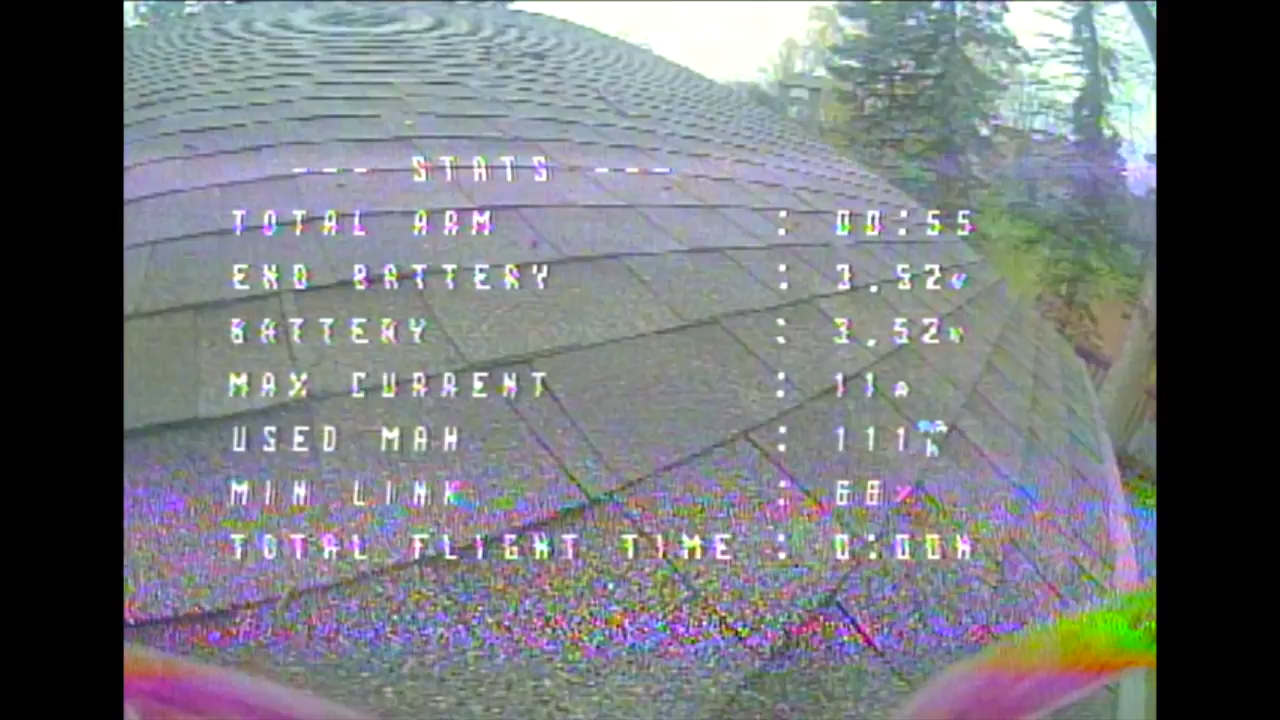 --- STATS ---
TOTAL ARM : 00:55
END BATTERY : 3.52V
BATTERY : 3.52V
MAX CURRENT : 11A
USED MAH : 111mAh
MIN LINK : 68%
TOTAL FLIGHT TIME : 0:00H